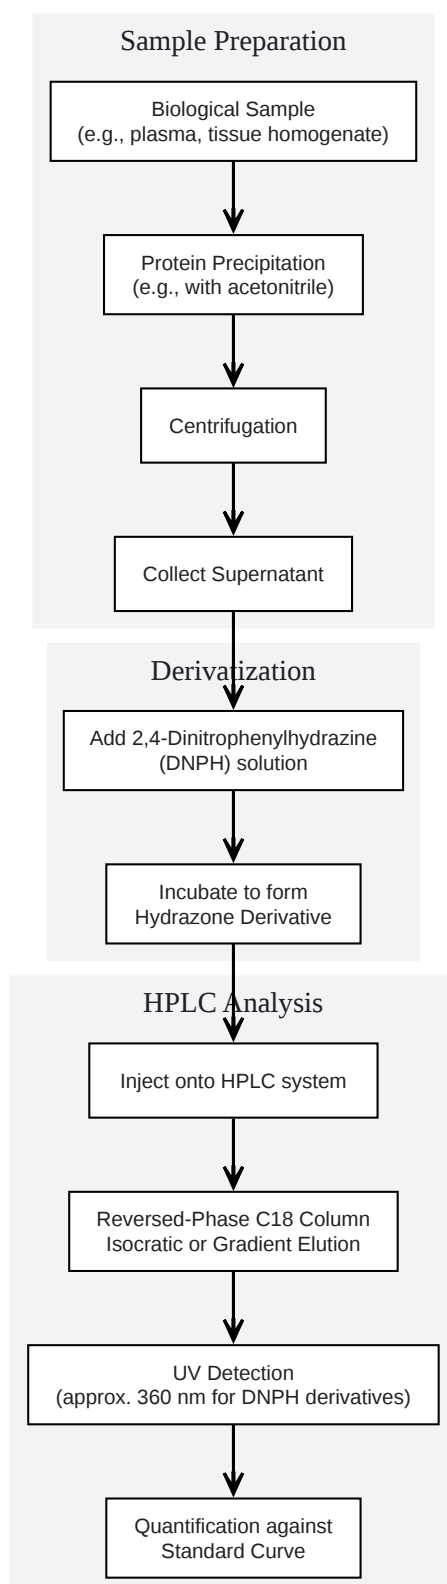 Sample Preparation
Biological Sample
(e.g., plasma, tissue homogenate)
Protein Precipitation
(e.g., with acetonitrile)
Centrifugation
Collect Supernatant
Derivatization
Add 2,4-Dinitrophenylhydrazine
(DNPH) solution
Incubate to form
Hydrazone Derivative
HPLC Analysis
Inject onto HPLC system
Reversed-Phase C18 Column
Isocratic or Gradient Elution
UV Detection
(approx. 360 nm for DNPH derivatives)
Quantification against
Standard Curve